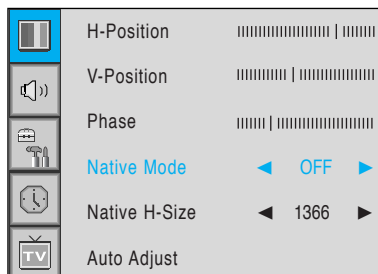 H-Position
V-Position
Phase
Native Mode ◄ OFF ►
Native H-Size ◄ 1366 ►
Auto Adjust
TV